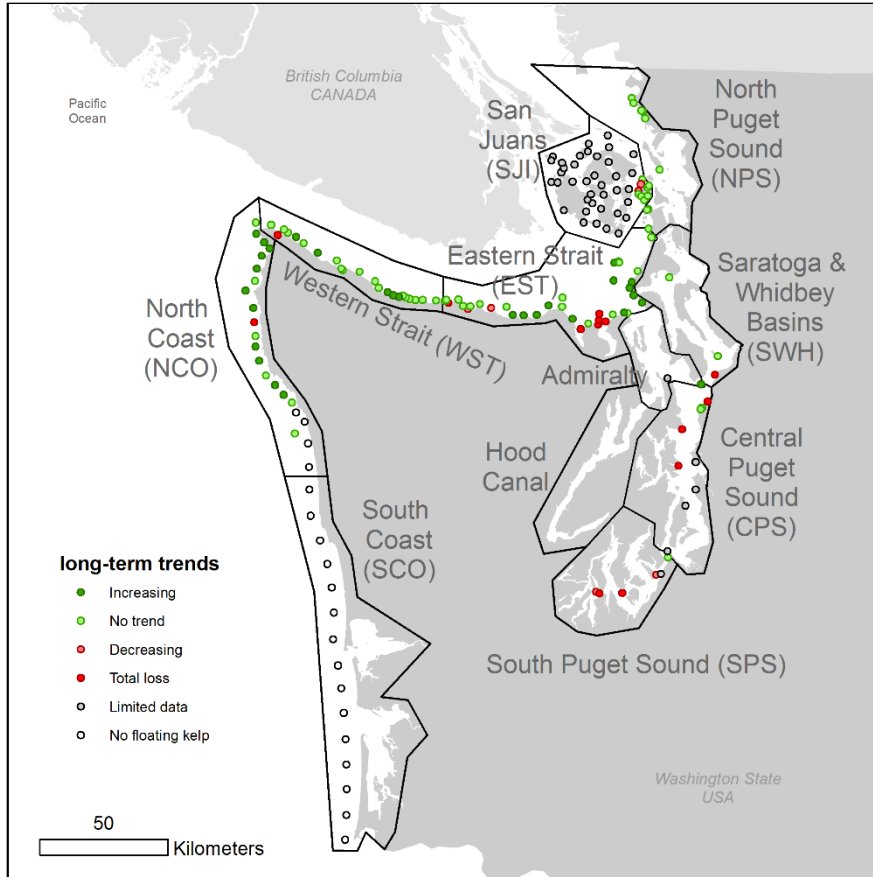 British Columbia
CANADA
Pacific
Ocean
San
Juans
(SJI)
North
Puget
Sound
(NPS)
Eastern Strait
(EST)
Western Strait (WST)
North
Coast
(NCO)
Saratoga &
Whidbey
Basins
(SWH)
Admiralty
Hood
Canal
Central
Puget
Sound
(CPS)
South
Coast
(SCO)
South Puget Sound (SPS)
long-term trends
Increasing
No trend
Decreasing
Total loss
Limited data
No floating kelp
Washington State
USA
50
Kilometers